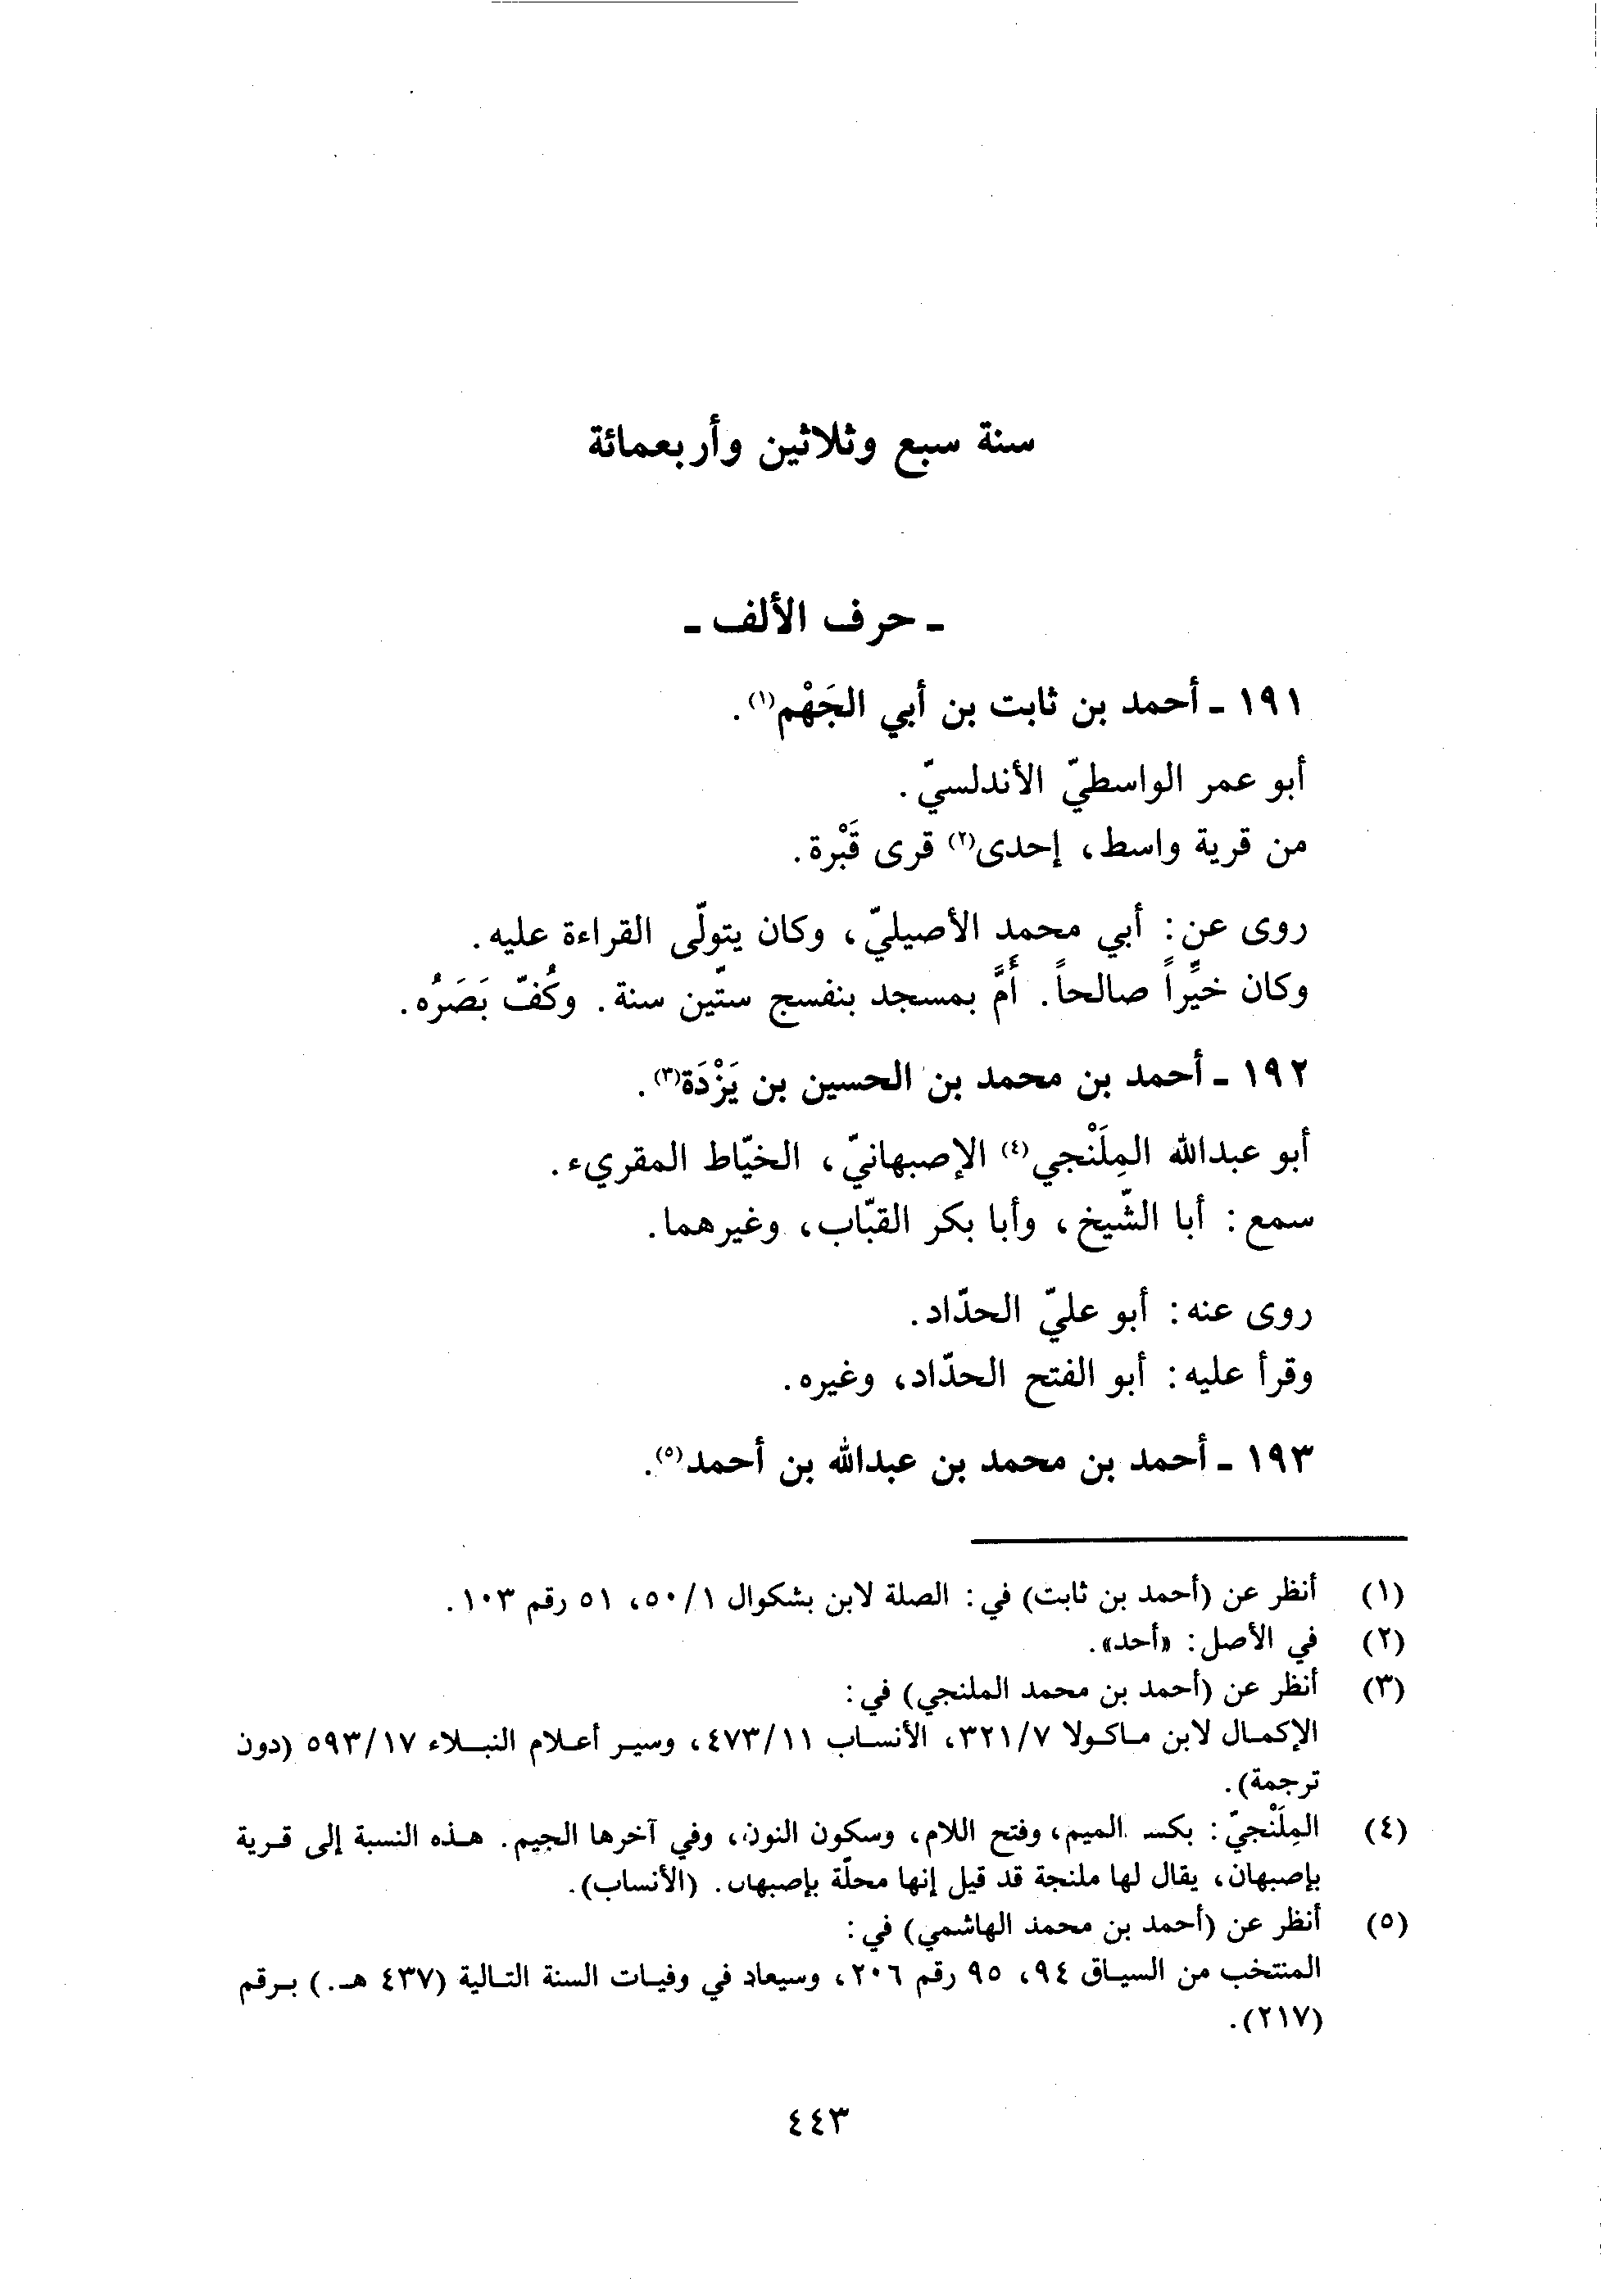 سنة سبع وثلاثين وأربعمائة
ـ حرف الألف ـ
١٩١ ـ أحمد بن ثابت بن أبي الجَهْم(١).
أبو عمر الواسطيّ الأندلسيّ.
من قرية واسط، إحدى(٢) قرى قَبْرة.
روى عن: أبي محمد الأصيليّ، وكان يتولّى القراءة عليه.
وكان خيِّراً صالحاً. أَمَّ بمسجد بنفسج ستّين سنة. وكُفّ بَصَرُه.
١٩٢ ـ أحمد بن محمد بن الحسين بن يَزْدَة(٣).
أبو عبدالله المِلَنْجي(٤) الإصبهانيّ، الخيّاط المقريء.
سمع: أبا الشّيخ، وأبا بكر القبّاب، وغيرهما.
روى عنه: أبو عليّ الحدّاد.
وقرأ عليه: أبو الفتح الحدّاد، وغيره.
١٩٣ ـ أحمد بن محمد بن عبدالله بن أحمد(٥).
(١) أنظر عن (أحمد بن ثابت) في: الصلة لابن بشكوال ١/٥٠، ٥١ رقم ١٠٣.
(٢) في الأصل: «أحد».
(٣) أنظر عن (أحمد بن محمد الملنجي) في:
الإكمال لابن ماكولا ٣٢١/٧، الأنساب ٤٧٣/١١، وسير أعلام النبلاء ٥٩٣/١٧ (دون
ترجمة).
(٤) المِلَنْجيّ: بكسـ الميم، وفتح اللام، وسكون النون، وفي آخرها الجيم. هذه النسبة إلى قرية
بإصبهان، يقال لها ملنجة قد قيل إنها محلّة بإصبهان. (الأنساب).
(٥) أنظر عن (أحمد بن محمد الهاشمي) في:
المنتخب من السياق ٩٤، ٩٥ رقم ٢٠٦، وسيعاد في وفيات السنة التالية (٤٣٧ هـ.) برقم
(٢١٧).
٤٤٣